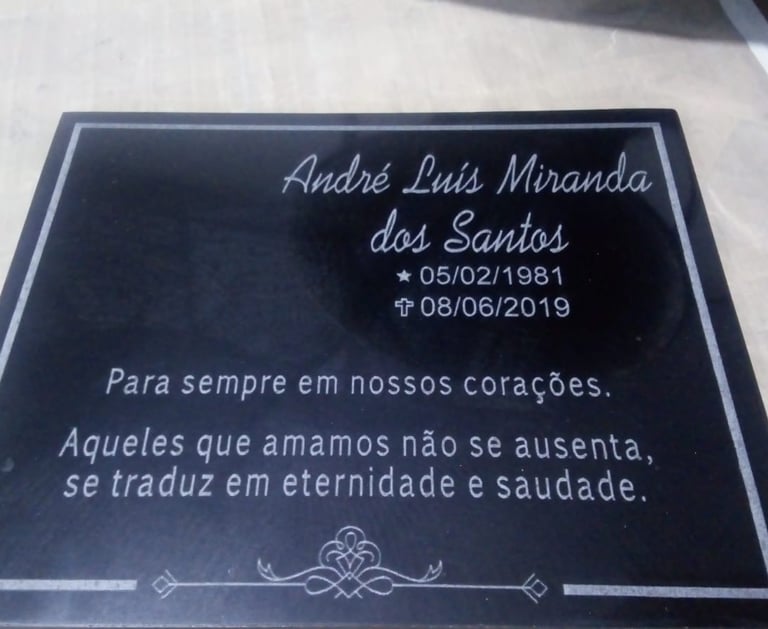 André Luís Miranda
dos Santos
★ 05/02/1981
✝ 08/06/2019
Para sempre em nossos corações.
Aqueles que amamos não se ausenta,
se traduz em eternidade e saudade.